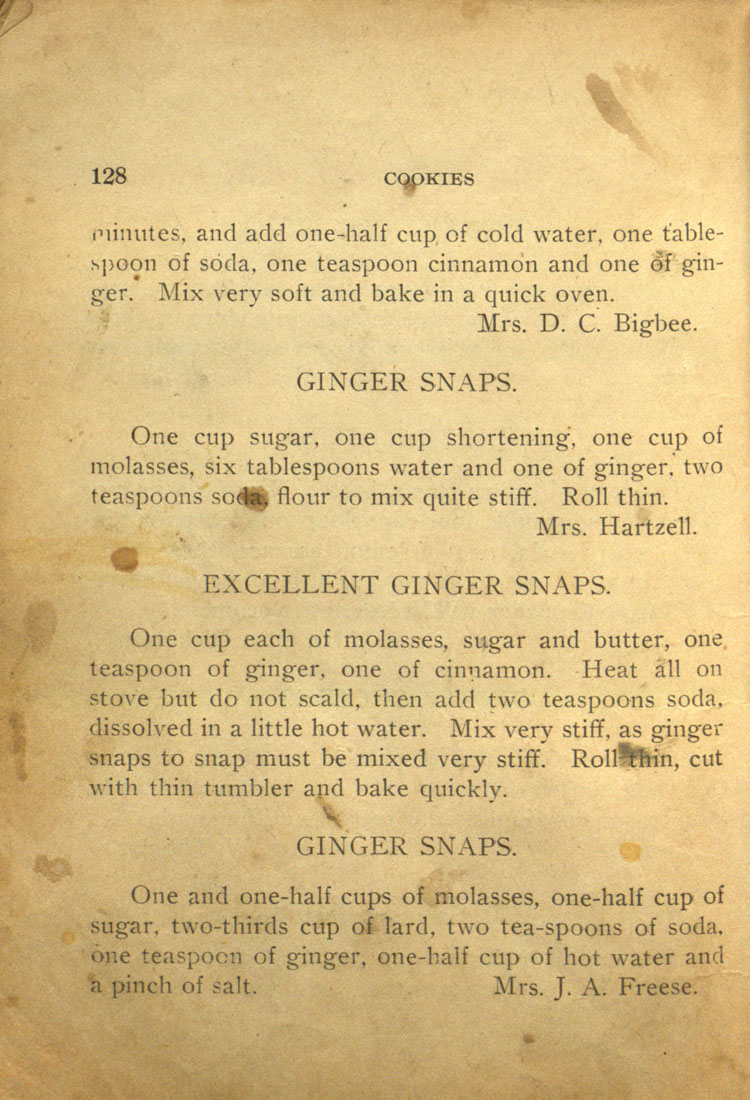 128 COOKIES
minutes, and add one-half cup of cold water, one table-
spoon of soda, one teaspoon cinnamon and one of gin-
ger. Mix very soft and bake in a quick oven.
Mrs. D. C. Bigbee.
GINGER SNAPS.
One cup sugar, one cup shortening, one cup of
molasses, six tablespoons water and one of ginger, two
teaspoons soda, flour to mix quite stiff. Roll thin.
Mrs. Hartzell.
EXCELLENT GINGER SNAPS.
One cup each of molasses, sugar and butter, one
teaspoon of ginger, one of cinnamon. Heat all on
stove but do not scald, then add two teaspoons soda,
dissolved in a little hot water. Mix very stiff, as ginger
snaps to snap must be mixed very stiff. Roll thin, cut
with thin tumbler and bake quickly.
GINGER SNAPS.
One and one-half cups of molasses, one-half cup of
sugar, two-thirds cup of lard, two tea-spoons of soda,
one teaspoon of ginger, one-half cup of hot water and
a pinch of salt. Mrs. J. A. Freese.